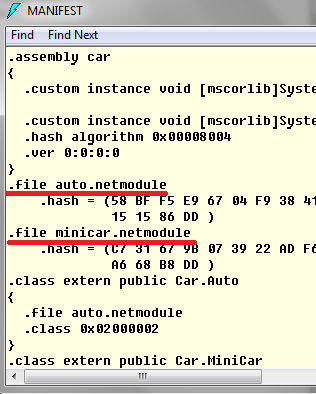 MANIFEST
Find Find Next
.assembly car
{
.custom instance void [mscorlib]Syste
.custom instance void [mscorlib]Syste
.hash algorithm 0x00008004
.ver 0:0:0:0
}
.file auto.netmodule
.hash = (58 BF F5 E9 67 04 F9 38 41
15 15 86 DD )
.file minicar.netmodule
.hash = (C7 31 67 9B 07 39 22 AD F6
A6 68 B8 DD )
.class extern public Car.Auto
{
.file auto.netmodule
.class 0x02000002
}
.class extern public Car.MiniCar